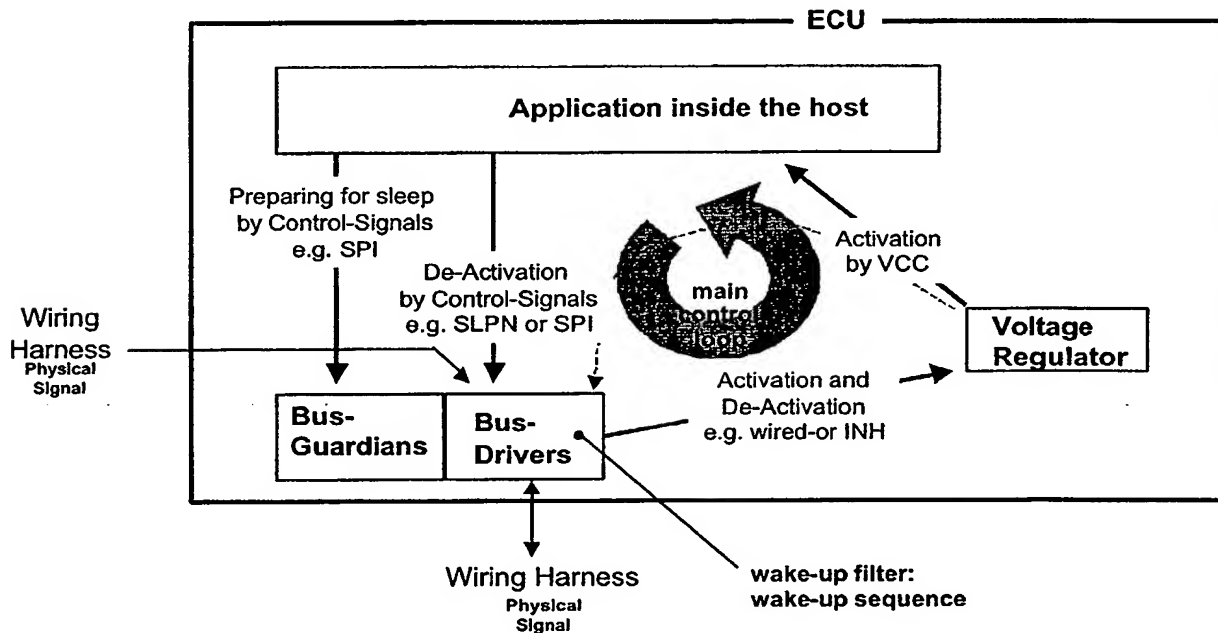 ECU
Application inside the host
Preparing for sleep
by Control-Signals
e.g. SPI
De-Activation
by Control-Signals
e.g. SLPN or SPI
main
control
loop
Activation
by VCC
Wiring
Harness
Physical
Signal
Voltage
Regulator
Activation and
De-Activation
e.g. wired-or INH
Bus-
Guardians
Bus-
Drivers
Wiring Harness
Physical
Signal
wake-up filter:
wake-up sequence